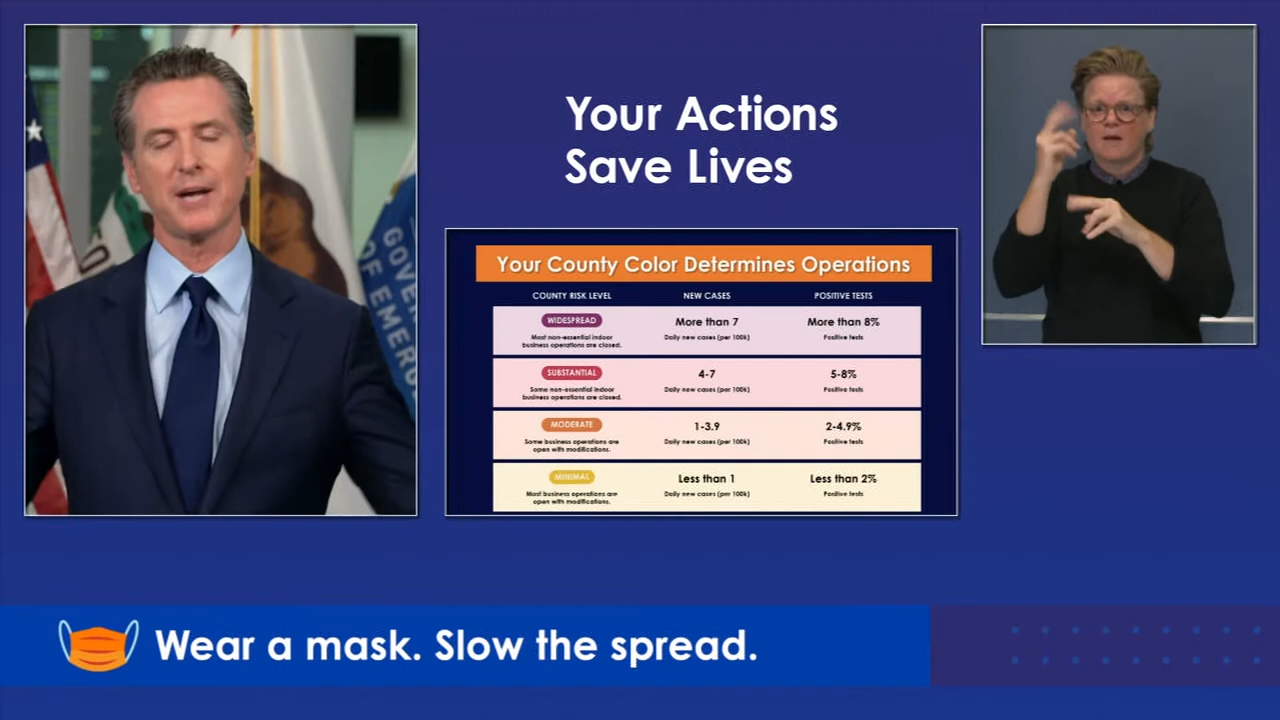 Your Actions
Save Lives
Your County Color Determines Operations
COUNTY RISK LEVEL NEW CASES POSITIVE TESTS
WIDESPREAD More than 7 More than 8%
Most non-essential indoor Daily new cases (per 100k) Positive tests
business operations are closed.
SUBSTANTIAL 4-7 5-8%
Some non-essential indoor Daily new cases (per 100k) Positive tests
business operations are closed.
MODERATE 1-3.9 2-4.9%
Some business operations are Daily new cases (per 100k) Positive tests
open with modifications.
MINIMAL Less than 1 Less than 2%
Most business operations are Daily new cases (per 100k) Positive tests
open with modifications.
Wear a mask. Slow the spread.